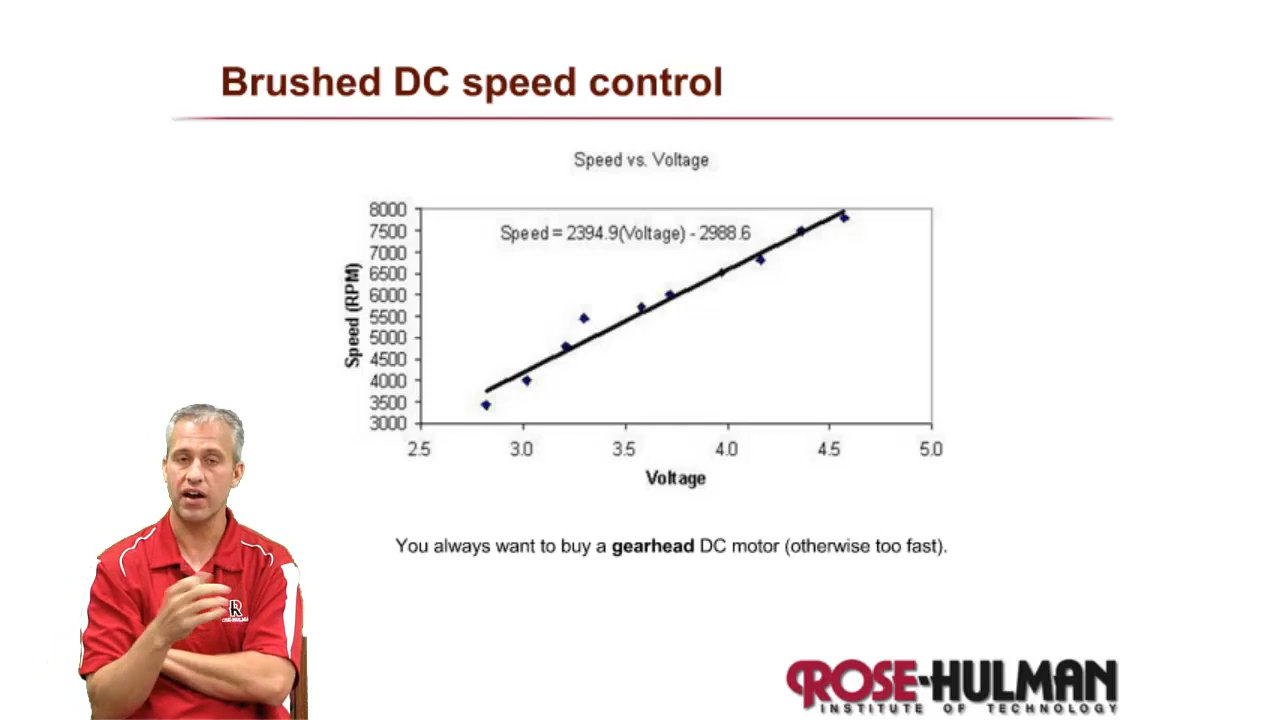 Brushed DC speed control
Speed vs. Voltage
Speed = 2394.9(Voltage) - 2988.6
Speed (RPM)
8000
7500
7000
6500
6000
5500
5000
4500
4000
3500
3000
2.5 3.0 3.5 4.0 4.5 5.0
Voltage
You always want to buy a gearhead DC motor (otherwise too fast).
R
ROSE-HULMAN
ROSE-HULMAN
INSTITUTE OF TECHNOLOGY